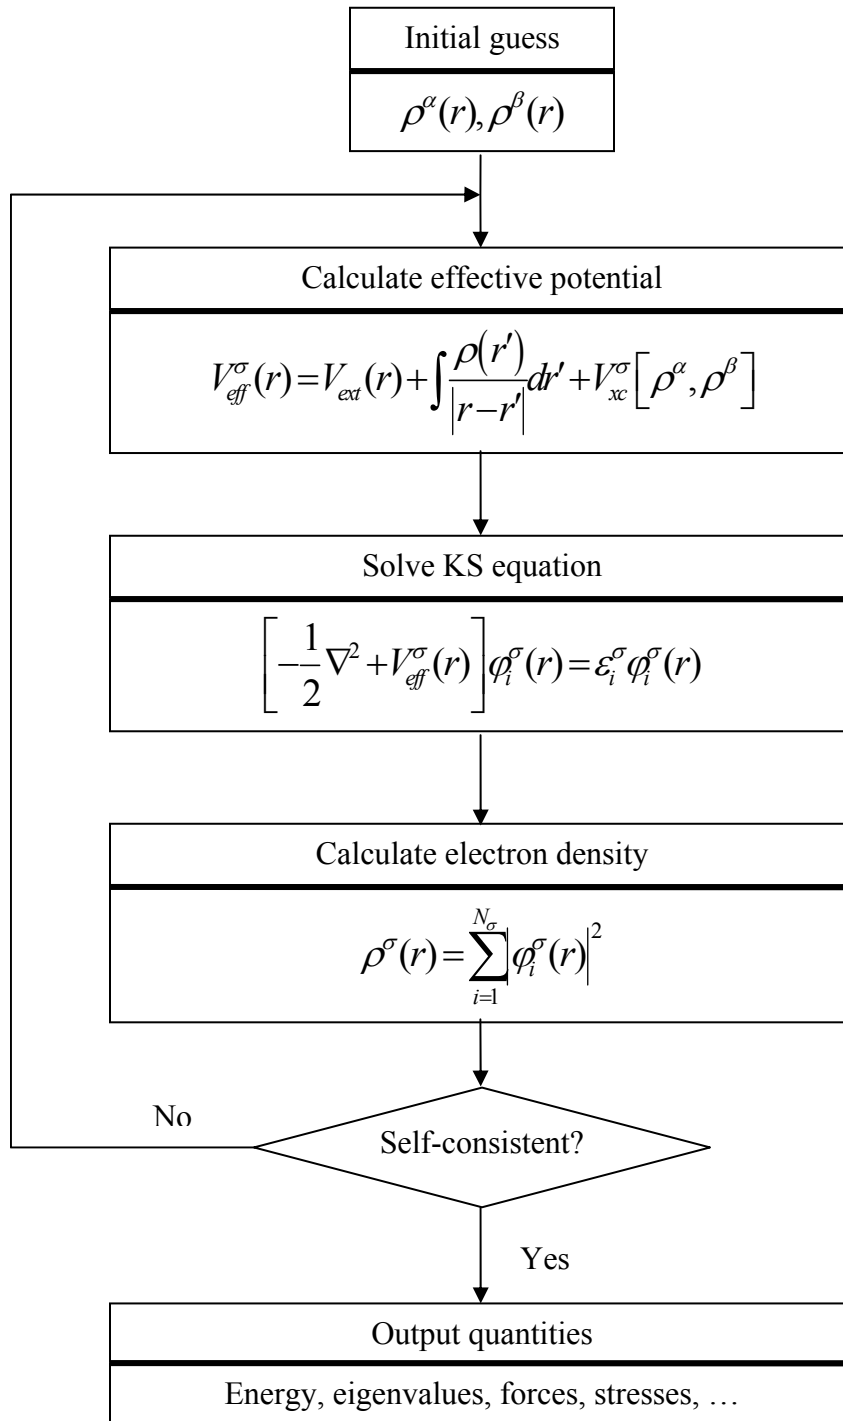 Initial guess
ρ^α(r), ρ^β(r)
Calculate effective potential
V_eff^σ(r) = V_ext(r) + ∫ ρ(r′)/|r−r′| dr′ + V_xc^σ[ρ^α, ρ^β]
Solve KS equation
[−1/2 ∇² + V_eff^σ(r)] φ_i^σ(r) = ε_i^σ φ_i^σ(r)
Calculate electron density
ρ^σ(r) = ∑_{i=1}^{N_σ} |φ_i^σ(r)|²
No
Self-consistent?
Yes
Output quantities
Energy, eigenvalues, forces, stresses, …